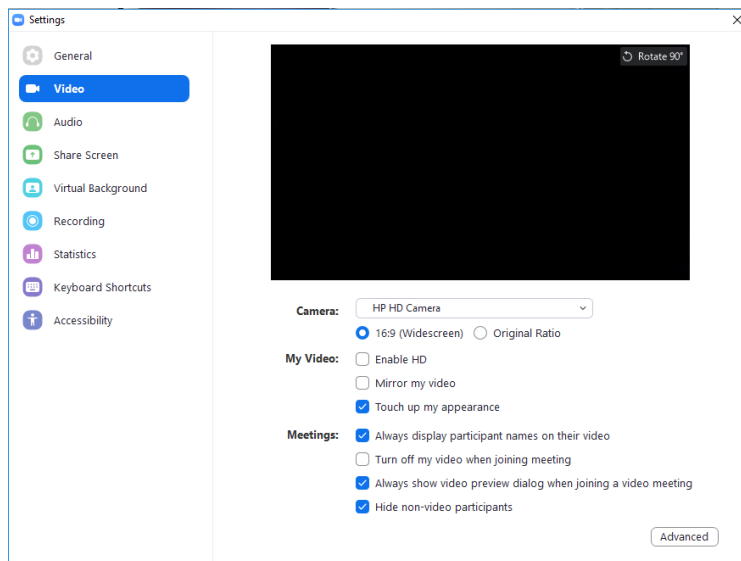 Settings
General
Video
Audio
Share Screen
Virtual Background
Recording
Statistics
Keyboard Shortcuts
Accessibility
Rotate 90°
Camera: HP HD Camera
16:9 (Widescreen) Original Ratio
My Video: Enable HD
Mirror my video
Touch up my appearance
Meetings: Always display participant names on their video
Turn off my video when joining meeting
Always show video preview dialog when joining a video meeting
Hide non-video participants
Advanced